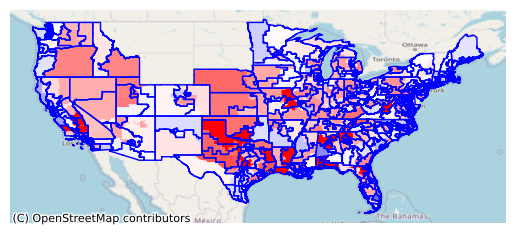 Ottawa
Toronto
México
The Bahamas
(C) OpenStreetMap contributors